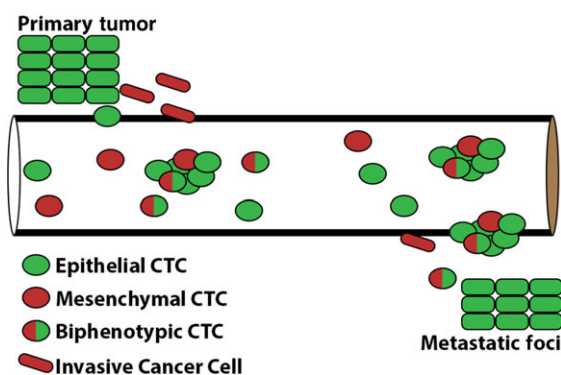 Primary tumor
Epithelial CTC
Mesenchymal CTC
Biphenotypic CTC
Invasive Cancer Cell
Metastatic foci